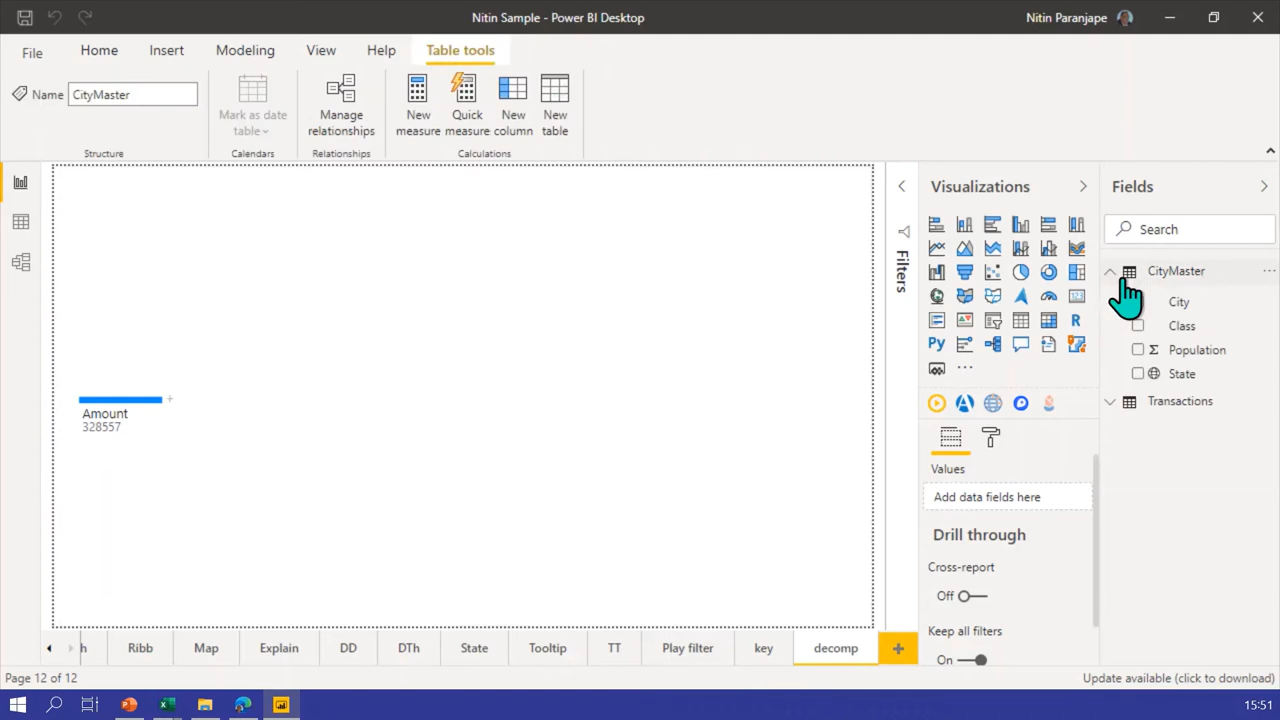 Nitin Sample - Power BI Desktop
Nitin Paranjape
File
Home
Insert
Modeling
View
Help
Table tools
Name
CityMaster
Mark as date
table
Manage
relationships
New
measure
Quick
measure
New
column
New
table
Structure
Calendars
Relationships
Calculations
Amount
328557
Filters
Visualizations
R
Py
123
Values
Add data fields here
Drill through
Cross-report
Off
Keep all filters
On
Fields
Search
CityMaster
City
Class
Population
State
Transactions
h
Ribb
Map
Explain
DD
DTh
State
Tooltip
TT
Play filter
key
decomp
Page 12 of 12
Update available (click to download)
15:51